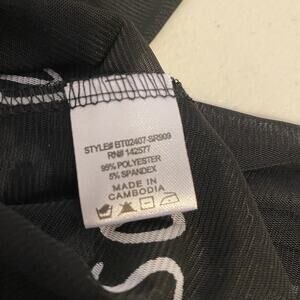 STYLE# BT02407-SR909
RN# 142577
95% POLYESTER
5% SPANDEX
MADE IN
CAMBODIA